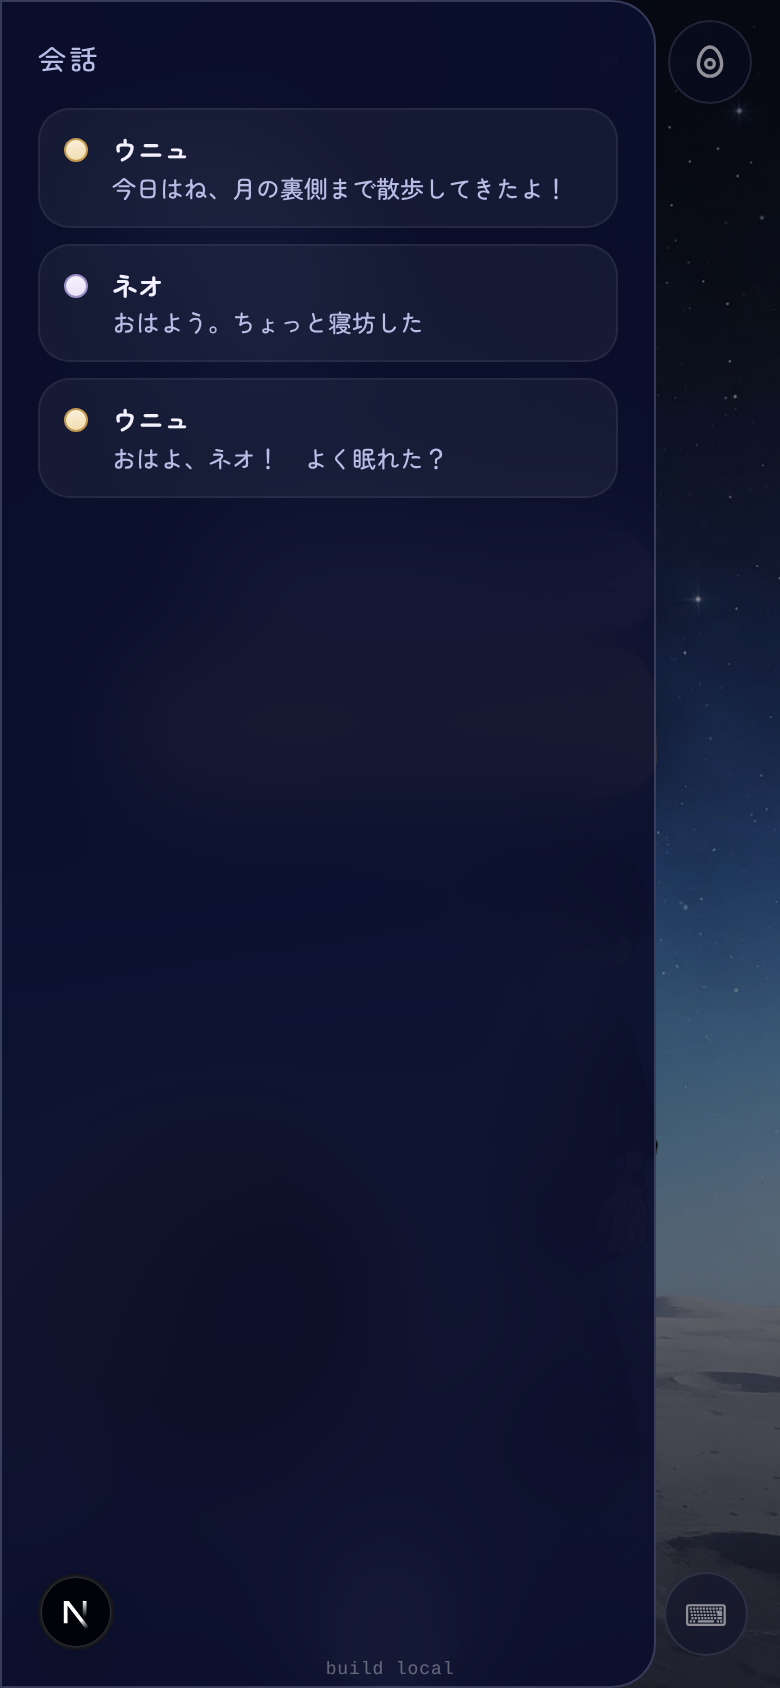 会話
ウニュ
今日はね、月の裏側まで散歩してきたよ！
ネオ
おはよう。ちょっと寝坊した
ウニュ
おはよ、ネオ！　よく眠れた？
N
build local